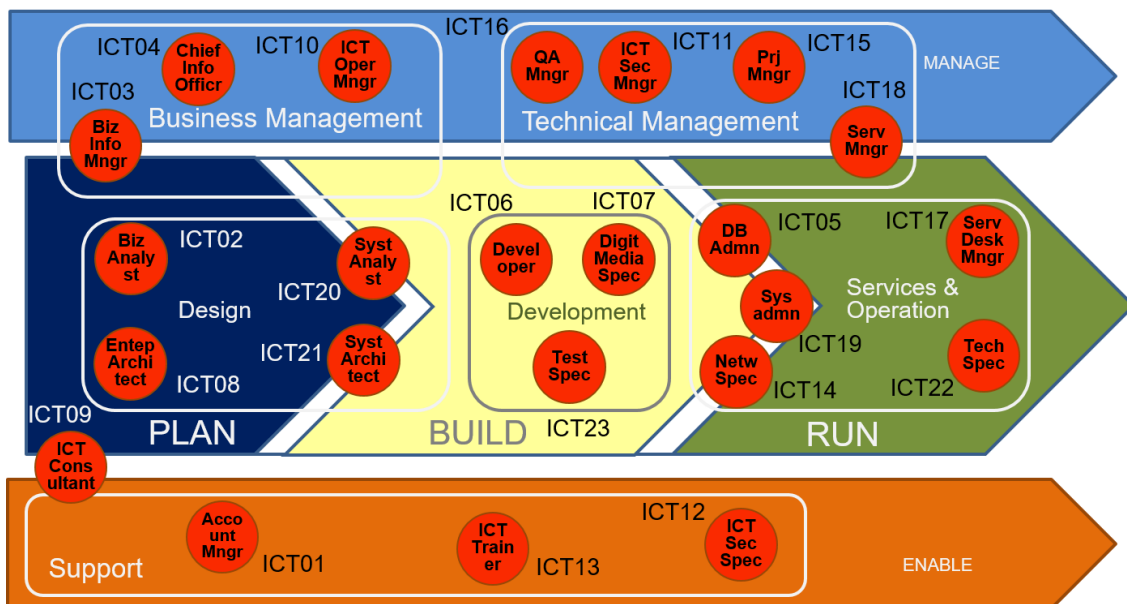 ICT04
Chief
Info
Officr
ICT10
ICT
Oper
Mngr
ICT03
Biz
Info
Mngr
Business Management
ICT16
QA
Mngr
ICT
Sec
Mngr
ICT11
Prj
Mngr
ICT15
MANAGE
ICT18
Technical Management
Serv
Mngr
Biz
Analy
st
ICT02
Syst
Analy
st
ICT20
Design
Entep
Archi
tect
ICT08
ICT21
Syst
Archi
tect
PLAN
ICT06
ICT07
Devel
oper
Digit
Media
Spec
Development
Test
Spec
ICT23
BUILD
DB
Admn
ICT05
ICT17
Serv
Desk
Mngr
Sys
admn
Services &
Operation
ICT19
Netw
Spec
ICT14
Tech
Spec
ICT22
RUN
ICT09
ICT
Cons
ultant
Support
Acco
unt
Mngr
ICT01
ICT
Train
er
ICT13
ICT12
ICT
Sec
Spec
ENABLE